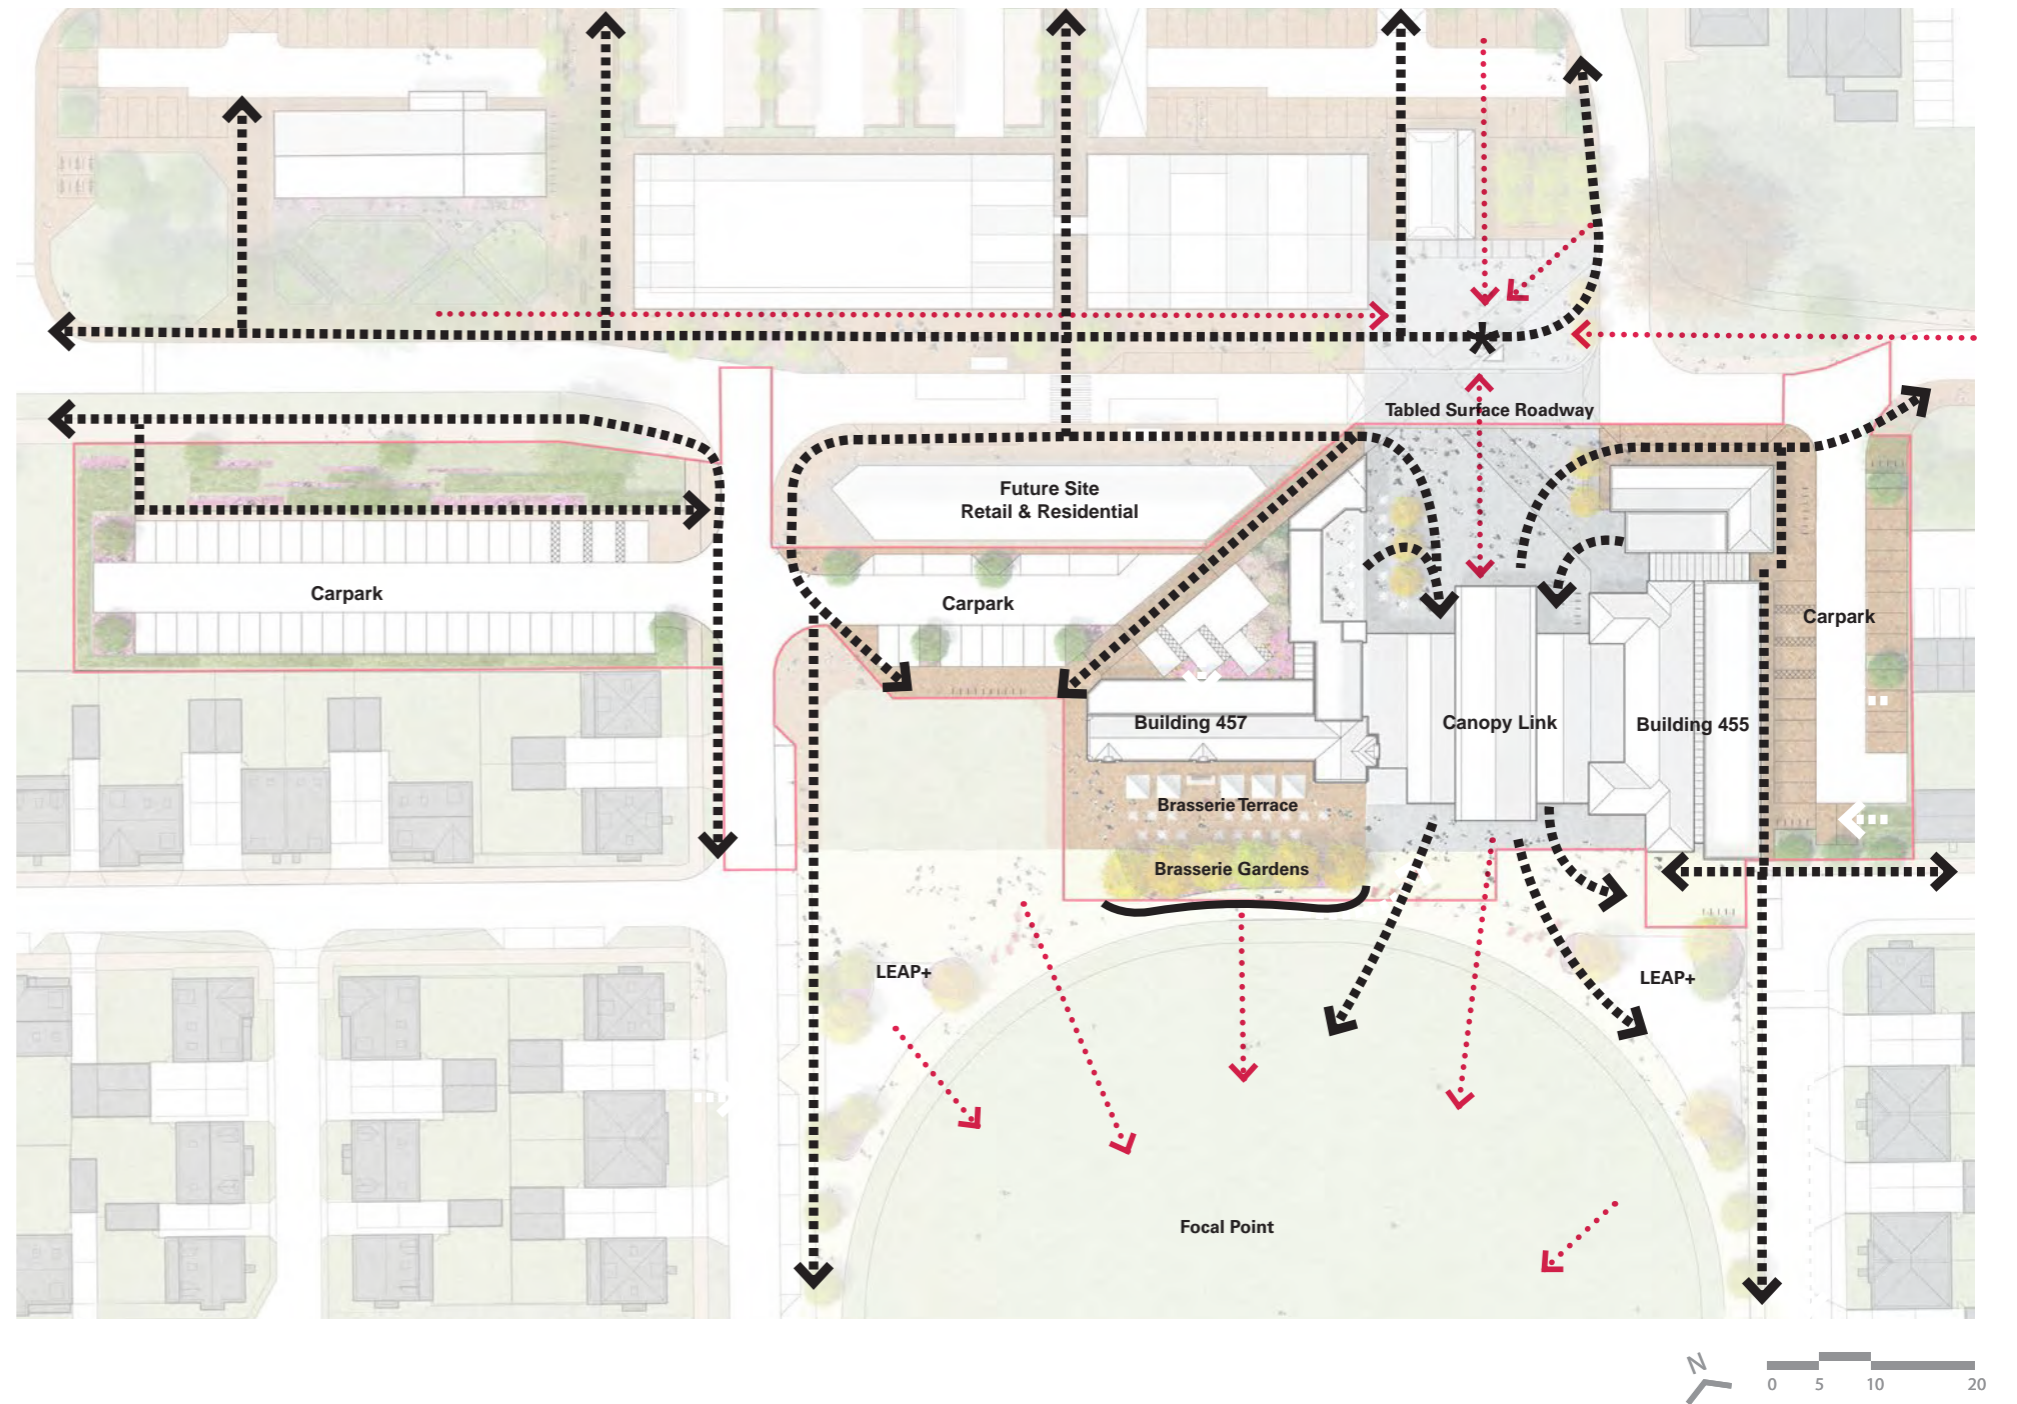 Tabled Surface Roadway
Future Site
Retail & Residential
Carpark
Carpark
Carpark
Building 457
Canopy Link
Building 455
Brasserie Terrace
Brasserie Gardens
LEAP+
LEAP+
Focal Point
N
0 5 10 20